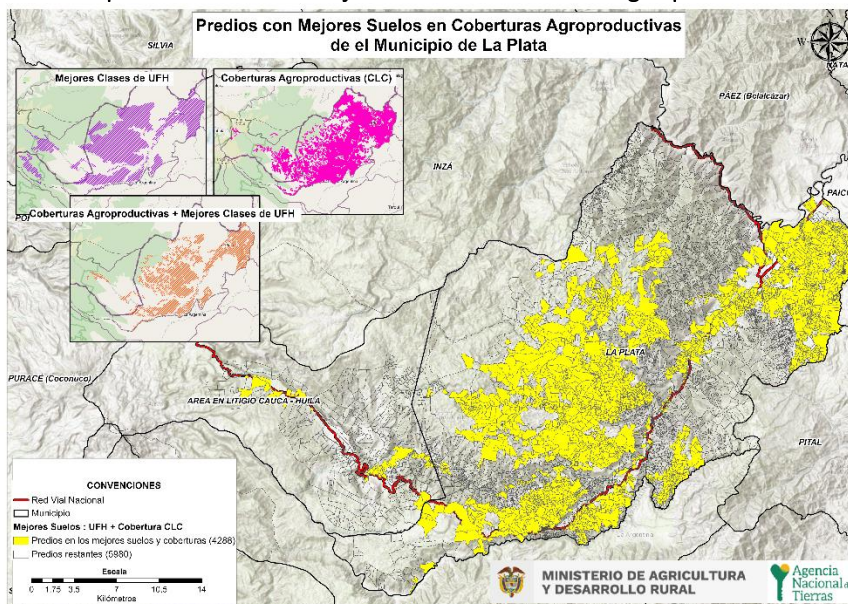 Predios con Mejores Suelos en Coberturas Agroproductivas
de el Municipio de La Plata
SILVIA
Mejores Clases de UFH
Coberturas Agroproductivas (CLC)
PÁEZ (Belalcázar)
INZÁ
Coberturas Agroproductivas + Mejores Clases de UFH
LA PLATA
PURACÉ (Coconuco)
AREA EN LITIGIO CAUCA - HUILA
PITAL
La Argentina
CONVENCIONES
Red Vial Nacional
Municipio
Mejores Suelos : UFH + Cobertura CLC
Predios en los mejores suelos y coberturas (4288)
Predios restantes (5980)
Escala
0 1.75 3.5 7 10.5 14
Kilómetros
MINISTERIO DE AGRICULTURA
Y DESARROLLO RURAL
Agencia
Nacional de
Tierras